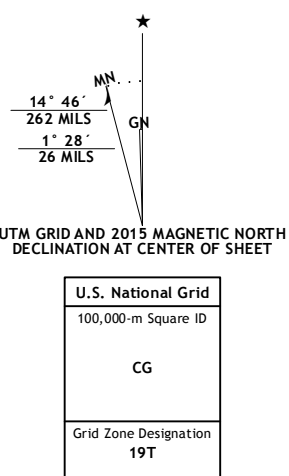 ★
MN
GN
14° 46´
262 MILS
1° 28´
26 MILS
UTM GRID AND 2015 MAGNETIC NORTH
DECLINATION AT CENTER OF SHEET
U.S. National Grid
100,000-m Square ID
CG
Grid Zone Designation
19T